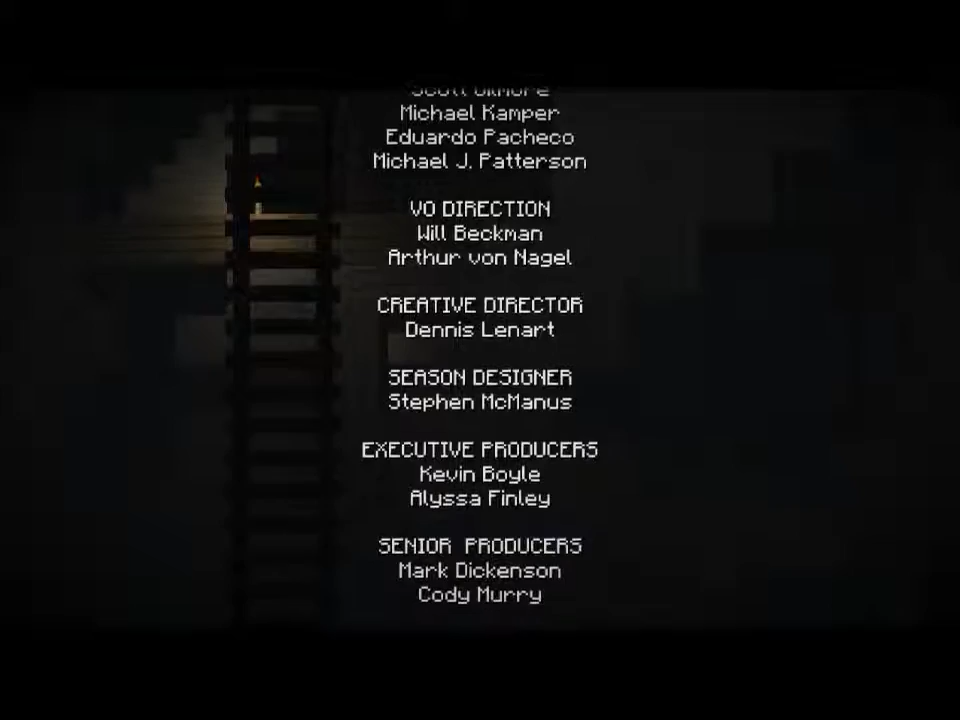 Michael Kamper
Eduardo Pacheco
Michael J. Patterson
VO DIRECTION
Will Beckman
Arthur von Nagel
CREATIVE DIRECTOR
Dennis Lenart
SEASON DESIGNER
Stephen McManus
EXECUTIVE PRODUCERS
Kevin Boyle
Alyssa Finley
SENIOR PRODUCERS
Mark Dickenson
Cody Murry